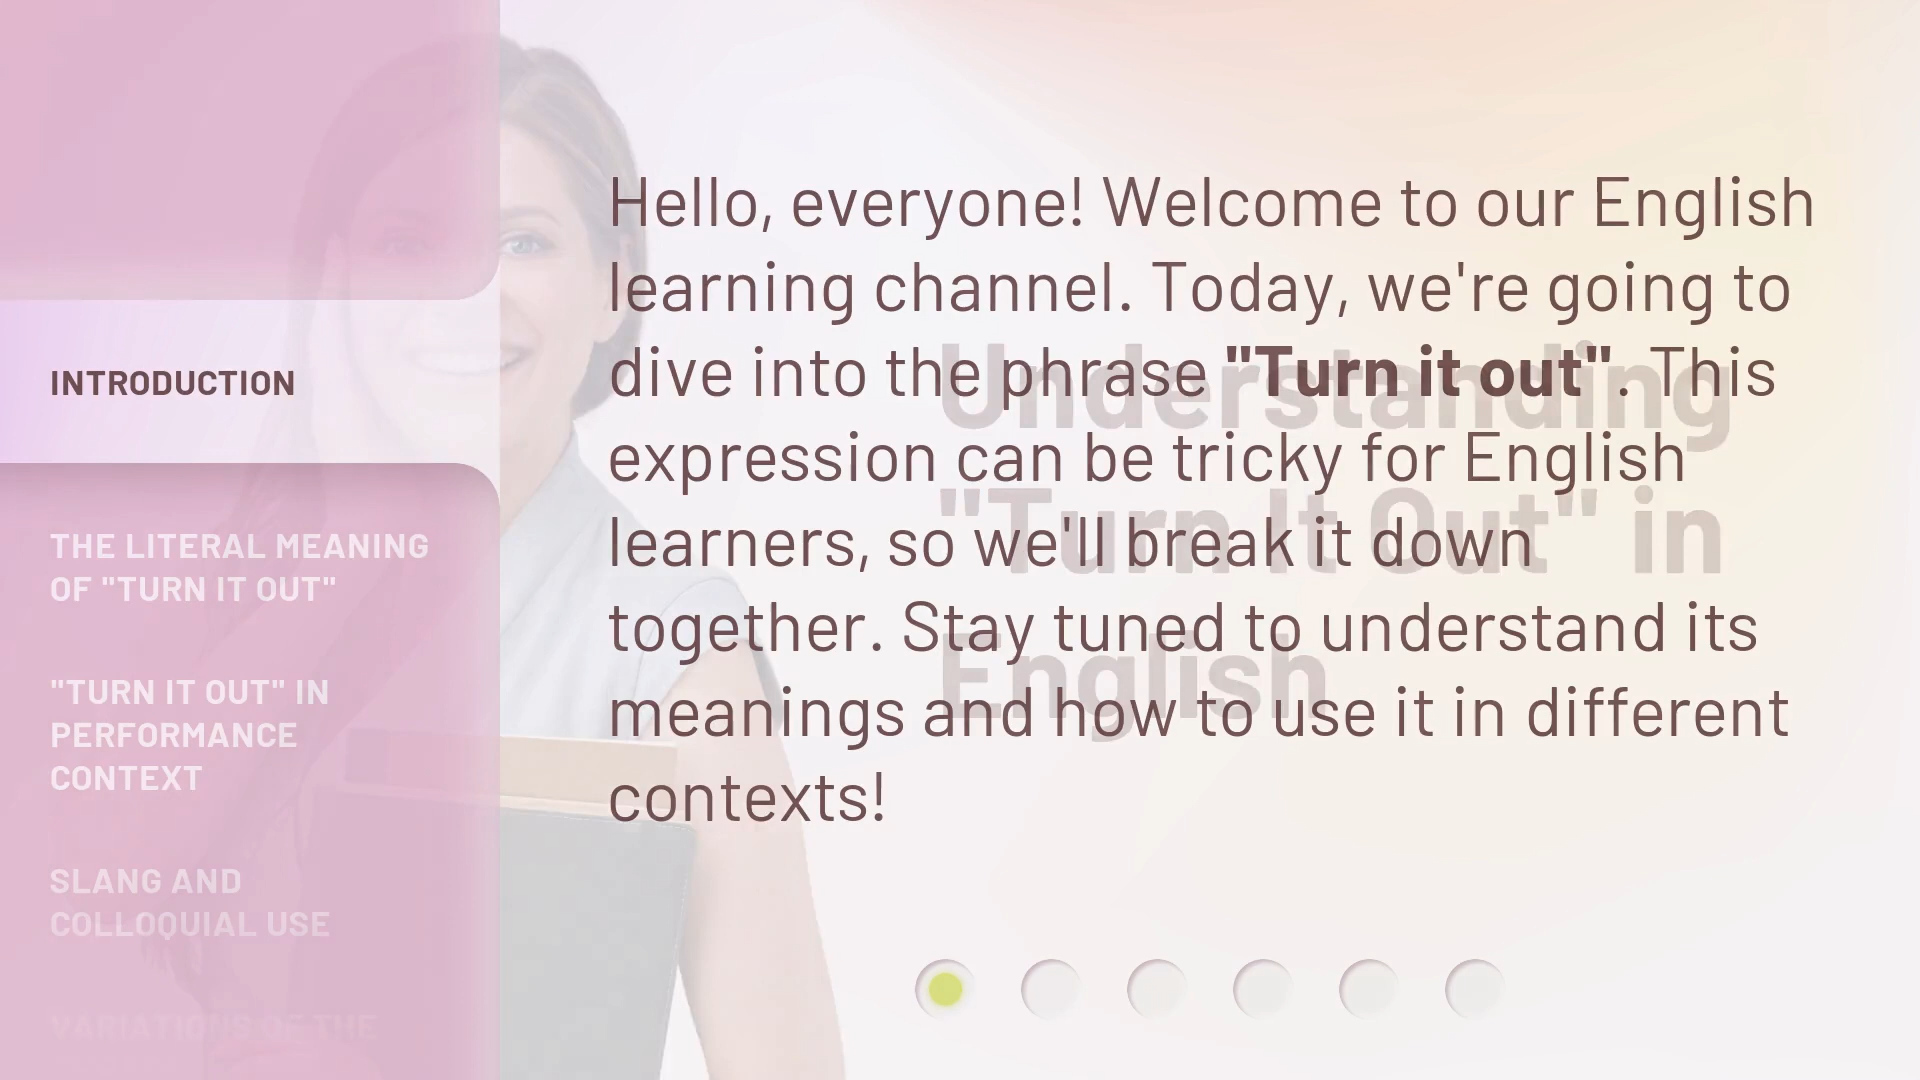 INTRODUCTION
THE LITERAL MEANING
OF "TURN IT OUT"
"TURN IT OUT" IN
PERFORMANCE
CONTEXT
SLANG AND
COLLOQUIAL USE
VARIATIONS OF THE
Hello, everyone! Welcome to our English
learning channel. Today, we're going to
dive into the phrase "Turn it out". This
expression can be tricky for English
learners, so we'll break it down
together. Stay tuned to understand its
meanings and how to use it in different
contexts!
Understanding
"Turn It Out" in
English